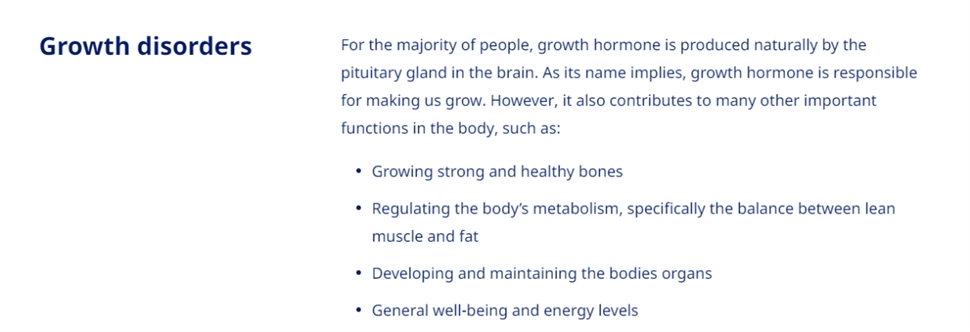 Growth disorders
For the majority of people, growth hormone is produced naturally by the
pituitary gland in the brain. As its name implies, growth hormone is responsible
for making us grow. However, it also contributes to many other important
functions in the body, such as:
• Growing strong and healthy bones
• Regulating the body’s metabolism, specifically the balance between lean
muscle and fat
• Developing and maintaining the bodies organs
• General well-being and energy levels